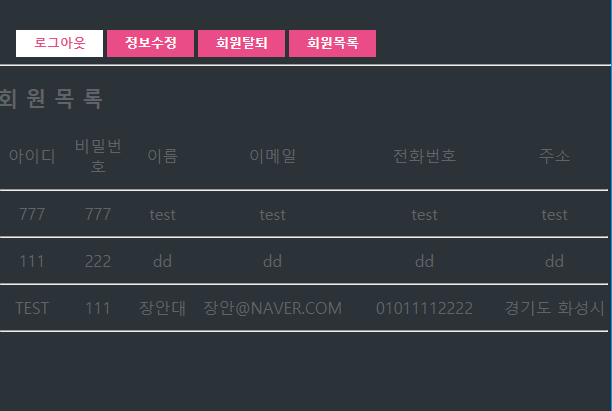 로그아웃 정보수정 회원탈퇴 회원목록
회 원 목 록
아이디 비밀번호 이름 이메일 전화번호 주소
777 777 test test test test
111 222 dd dd dd dd
TEST 111 장안대 장안@NAVER.COM 01011112222 경기도 화성시